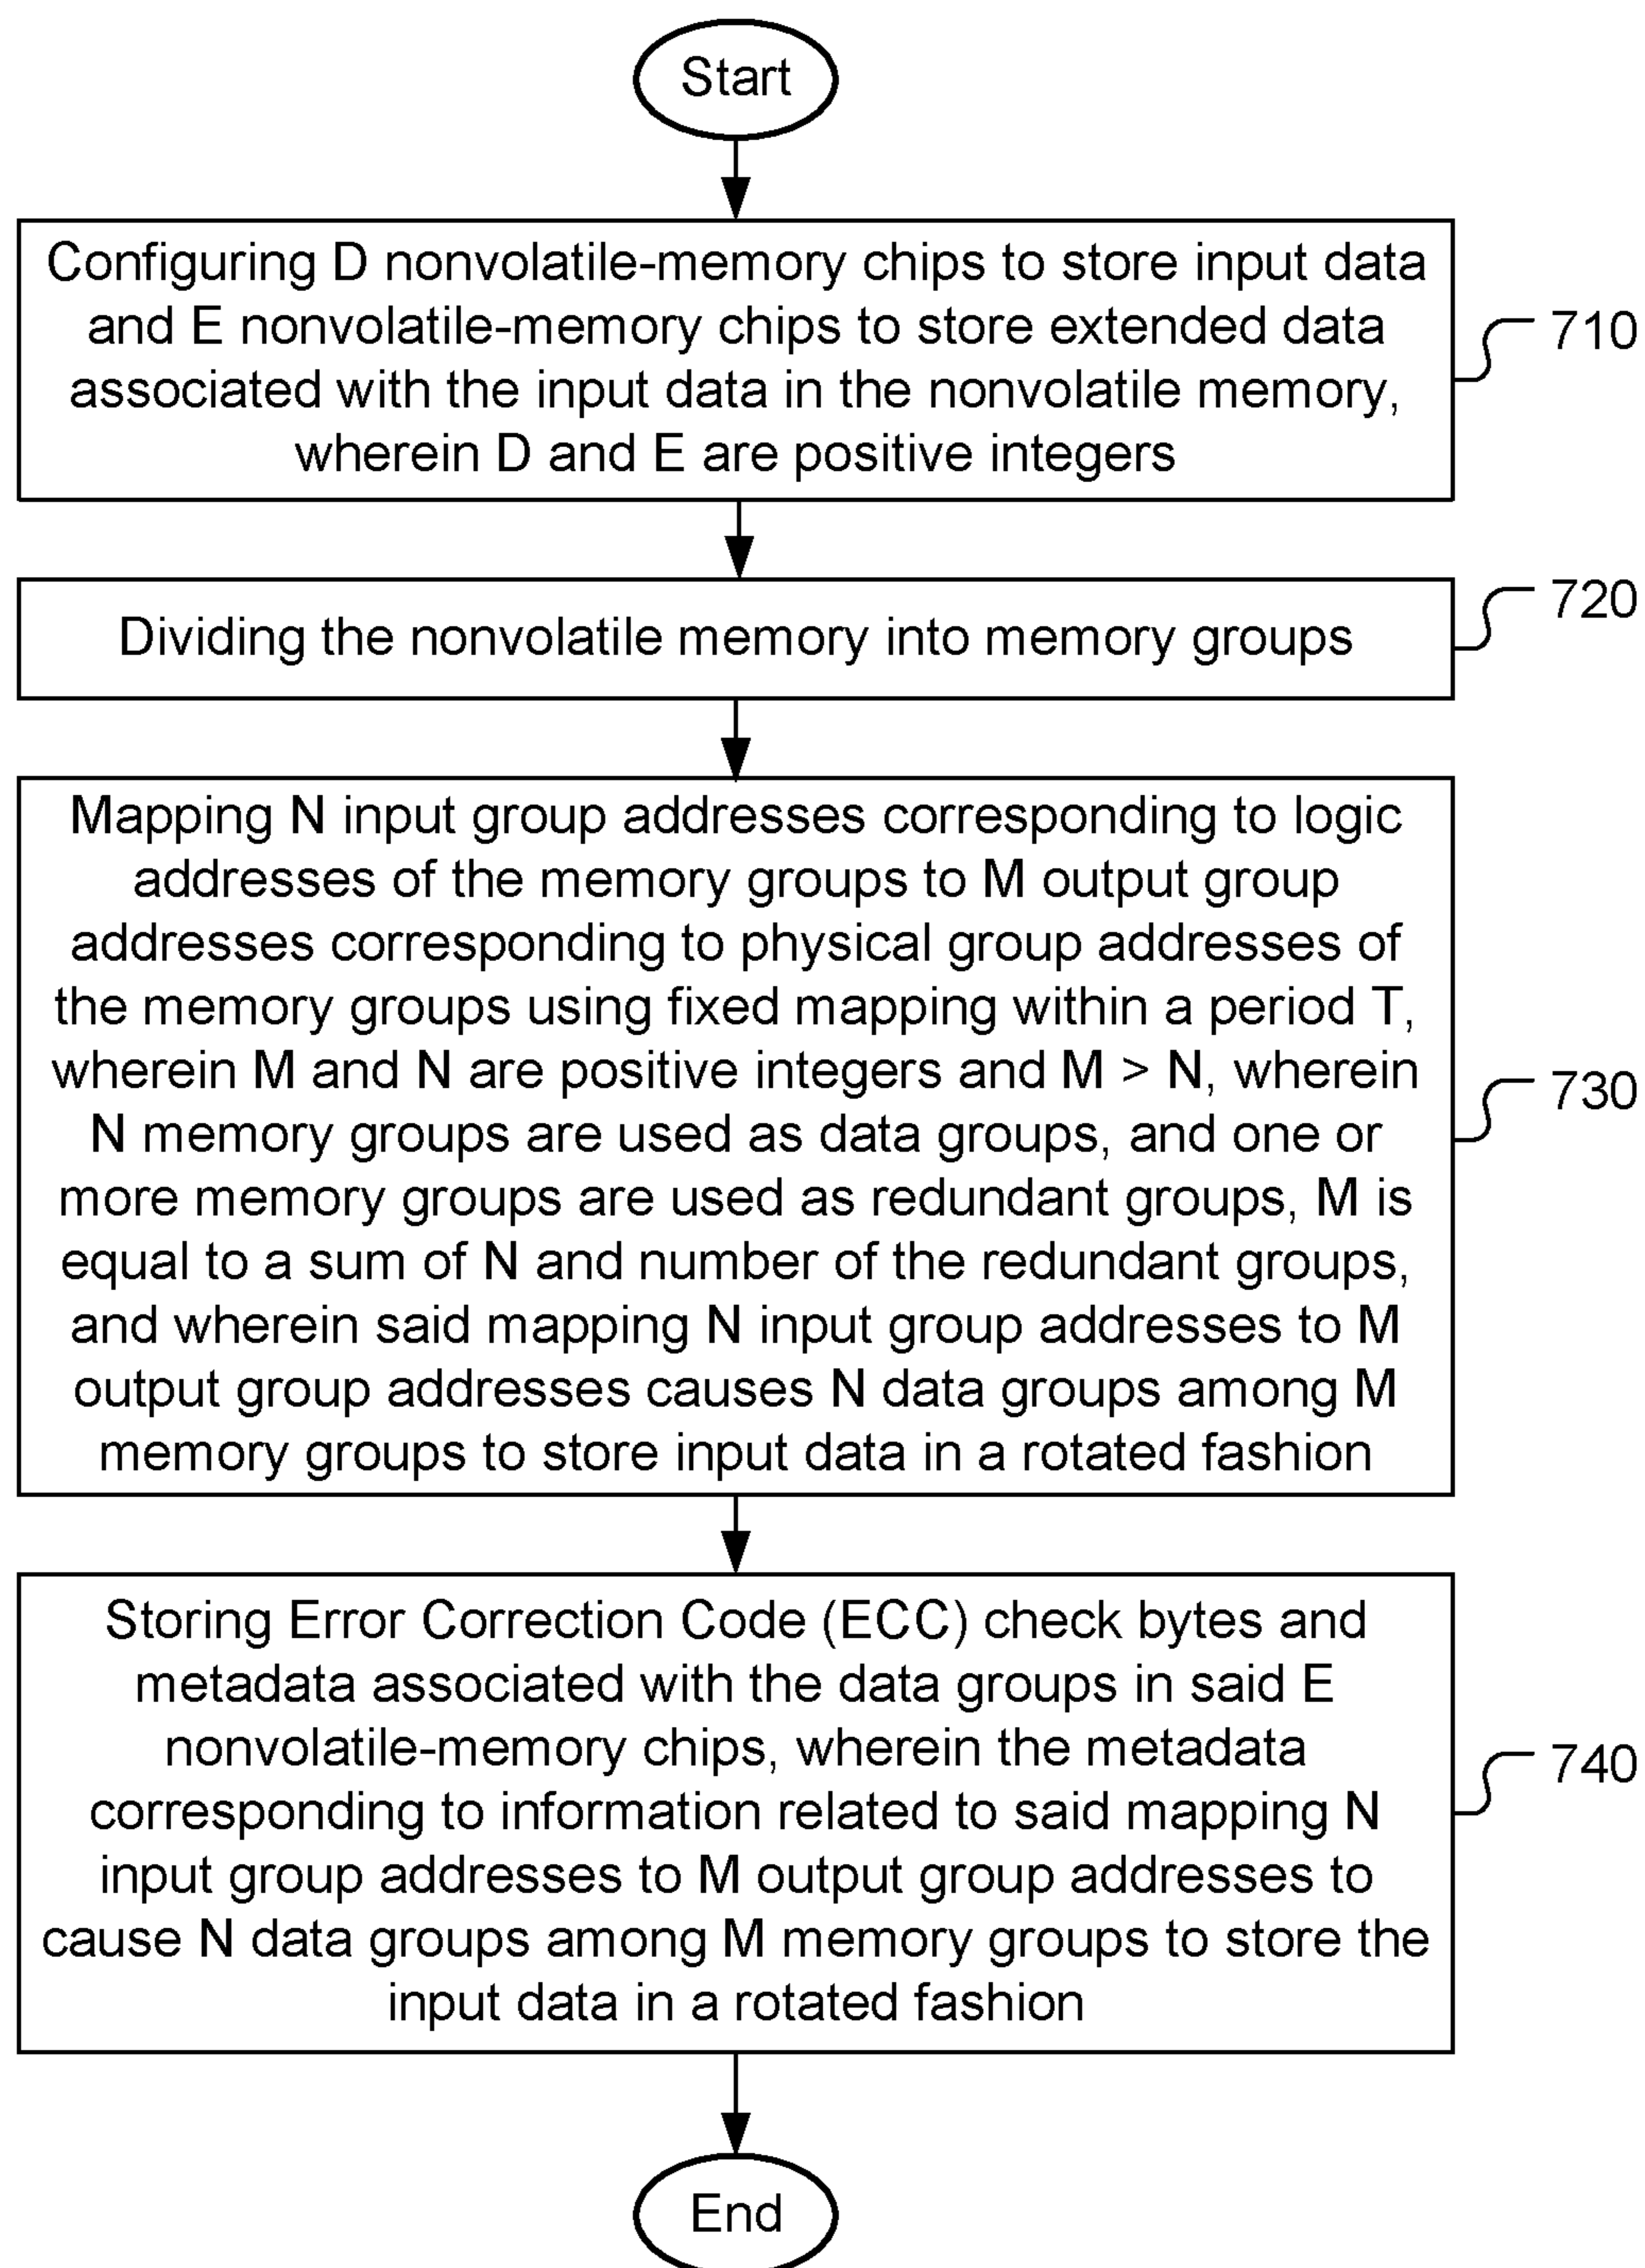 Start
Configuring D nonvolatile-memory chips to store input data
and E nonvolatile-memory chips to store extended data
associated with the input data in the nonvolatile memory,
wherein D and E are positive integers
710
Dividing the nonvolatile memory into memory groups
720
Mapping N input group addresses corresponding to logic
addresses of the memory groups to M output group
addresses corresponding to physical group addresses of
the memory groups using fixed mapping within a period T,
wherein M and N are positive integers and M > N, wherein
N memory groups are used as data groups, and one or
more memory groups are used as redundant groups, M is
equal to a sum of N and number of the redundant groups,
and wherein said mapping N input group addresses to M
output group addresses causes N data groups among M
memory groups to store input data in a rotated fashion
730
Storing Error Correction Code (ECC) check bytes and
metadata associated with the data groups in said E
nonvolatile-memory chips, wherein the metadata
corresponding to information related to said mapping N
input group addresses to M output group addresses to
cause N data groups among M memory groups to store the
input data in a rotated fashion
740
End